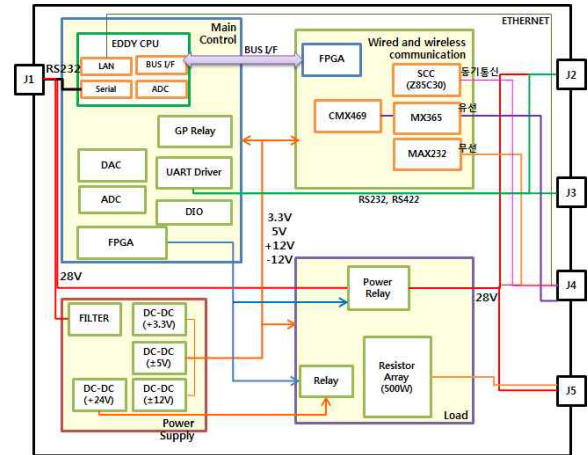 ETHERNET
Main
Control
EDDY CPU
LAN
BUS I/F
Serial
ADC
RS232
J1
BUS I/F
Wired and wireless
communication
FPGA
SCC
(Z85C30)
동기통신
CMX469
MX365
유선
MAX232
무선
J2
GP Relay
DAC
UART Driver
ADC
DIO
FPGA
RS232, RS422
J3
3.3V
5V
+12V
-12V
28V
Power
Relay
28V
J4
FILTER
DC-DC
(+3.3V)
DC-DC
(±5V)
DC-DC
(+24V)
DC-DC
(±12V)
Power
Supply
Relay
Resistor
Array
(500W)
Load
J5